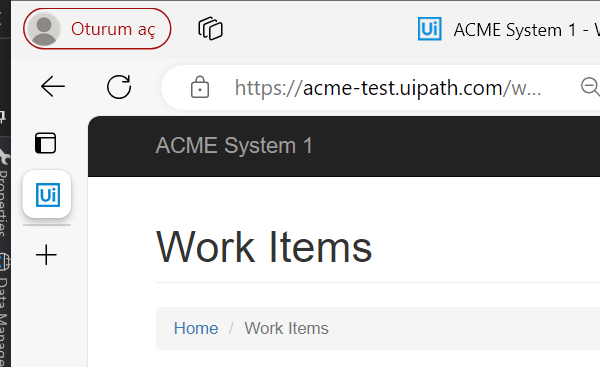 Oturum aç
Ui ACME System 1 - W
https://acme-test.uipath.com/w...
ACME System 1
Ui
Work Items
Home / Work Items
Properties
Data Manage